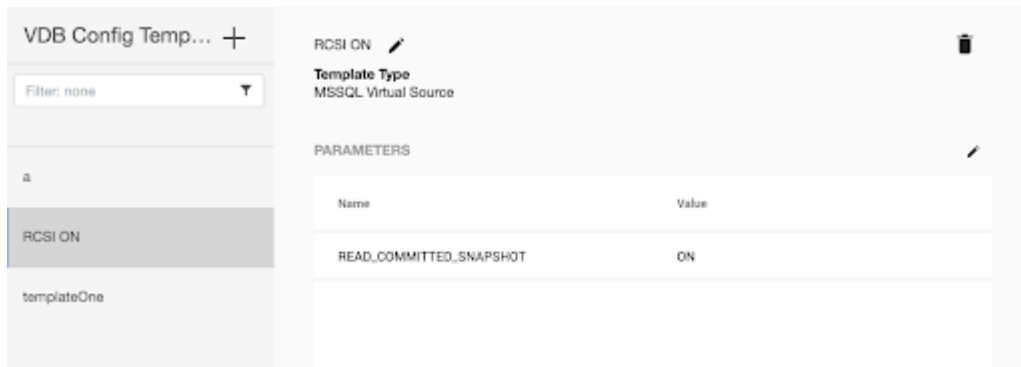 VDB Config Temp...
Filter: none
a
RCSI ON
templateOne
RCSI ON
Template Type
MSSQL Virtual Source
PARAMETERS
Name Value
READ_COMMITTED_SNAPSHOT ON